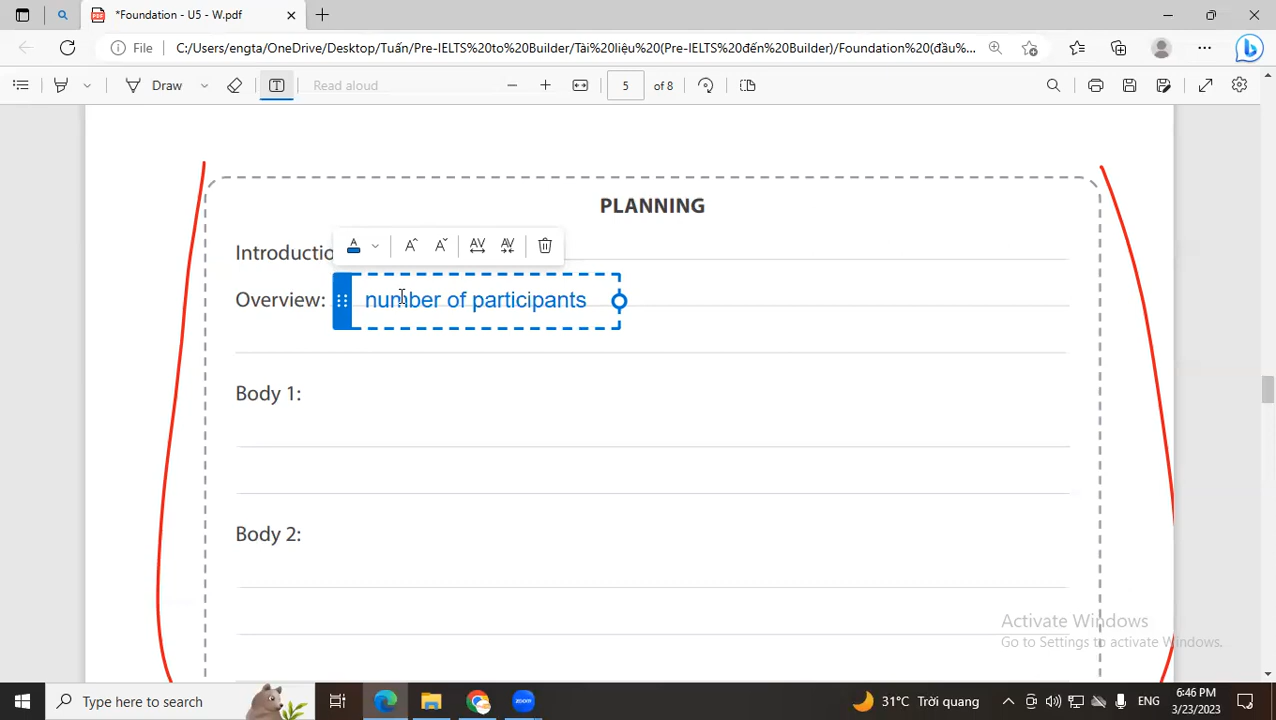 *Foundation - U5 - W.pdf
File
C:/Users/engta/OneDrive/Desktop/Tuấn/Pre-IELTS%20to%20Builder/Tài%20liệu%20(Pre-IELTS%20đến%20Builder)/Foundation%20(đầu%...
Draw
Read aloud
5
of 8
PLANNING
Introductio
Overview: number of participants
Body 1:
Body 2:
Activate Windows
Go to Settings to activate Windows.
Type here to search
zoom
31°C Trời quang
ENG
6:46 PM
3/23/2023